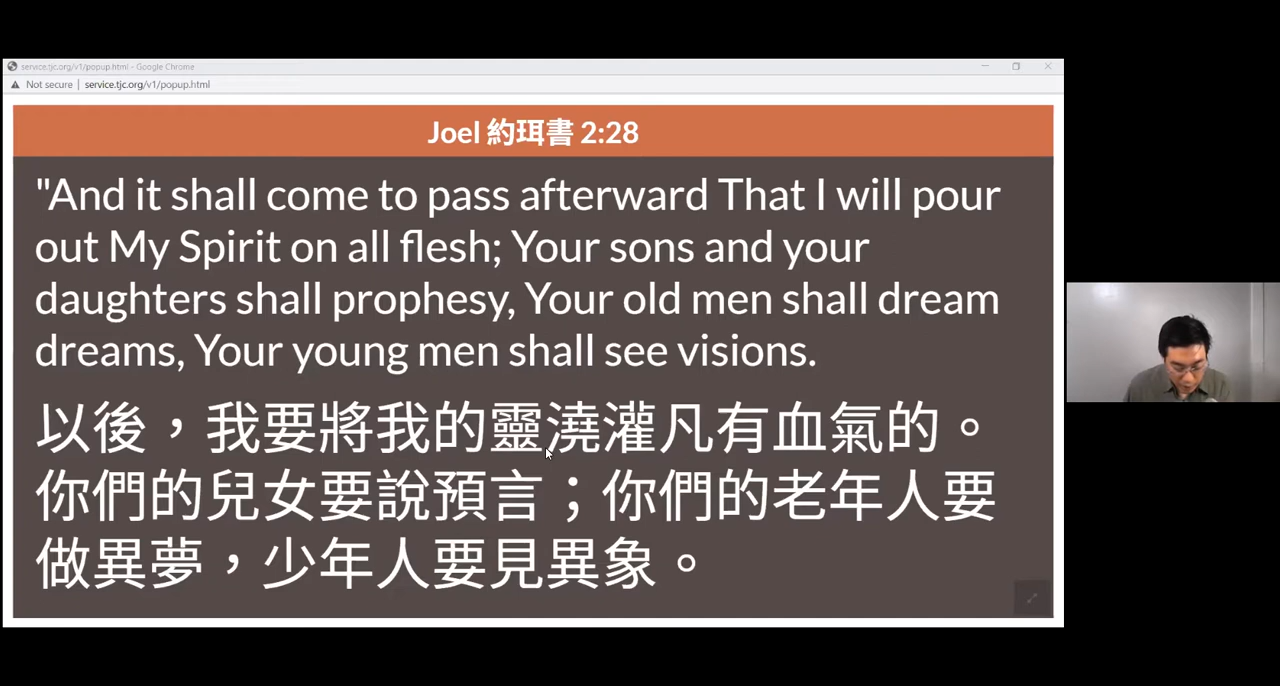 service.tjc.org/v1/popup.html - Google Chrome
Not secure | service.tjc.org/v1/popup.html
Joel 約珥書 2:28
"And it shall come to pass afterward That I will pour
out My Spirit on all flesh; Your sons and your
daughters shall prophesy, Your old men shall dream
dreams, Your young men shall see visions.
以後，我要將我的靈澆灌凡有血氣的。
你們的兒女要說預言；你們的老年人要
做異夢，少年人要見異象。